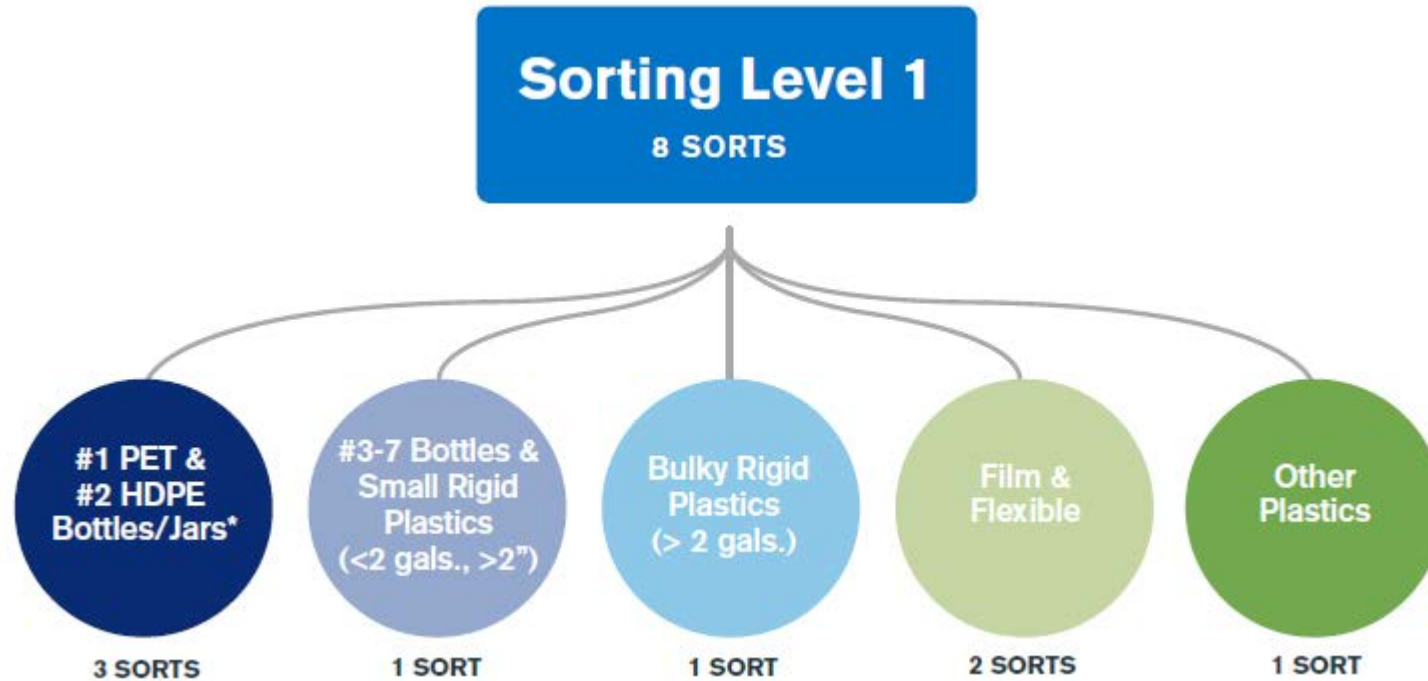 Sorting Level 1
8 SORTS
#1 PET &
#2 HDPE
Bottles/Jars*
3 SORTS
#3-7 Bottles &
Small Rigid
Plastics
(<2 gals., >2”)
1 SORT
Bulky Rigid
Plastics
(> 2 gals.)
1 SORT
Film &
Flexible
2 SORTS
Other
Plastics
1 SORT